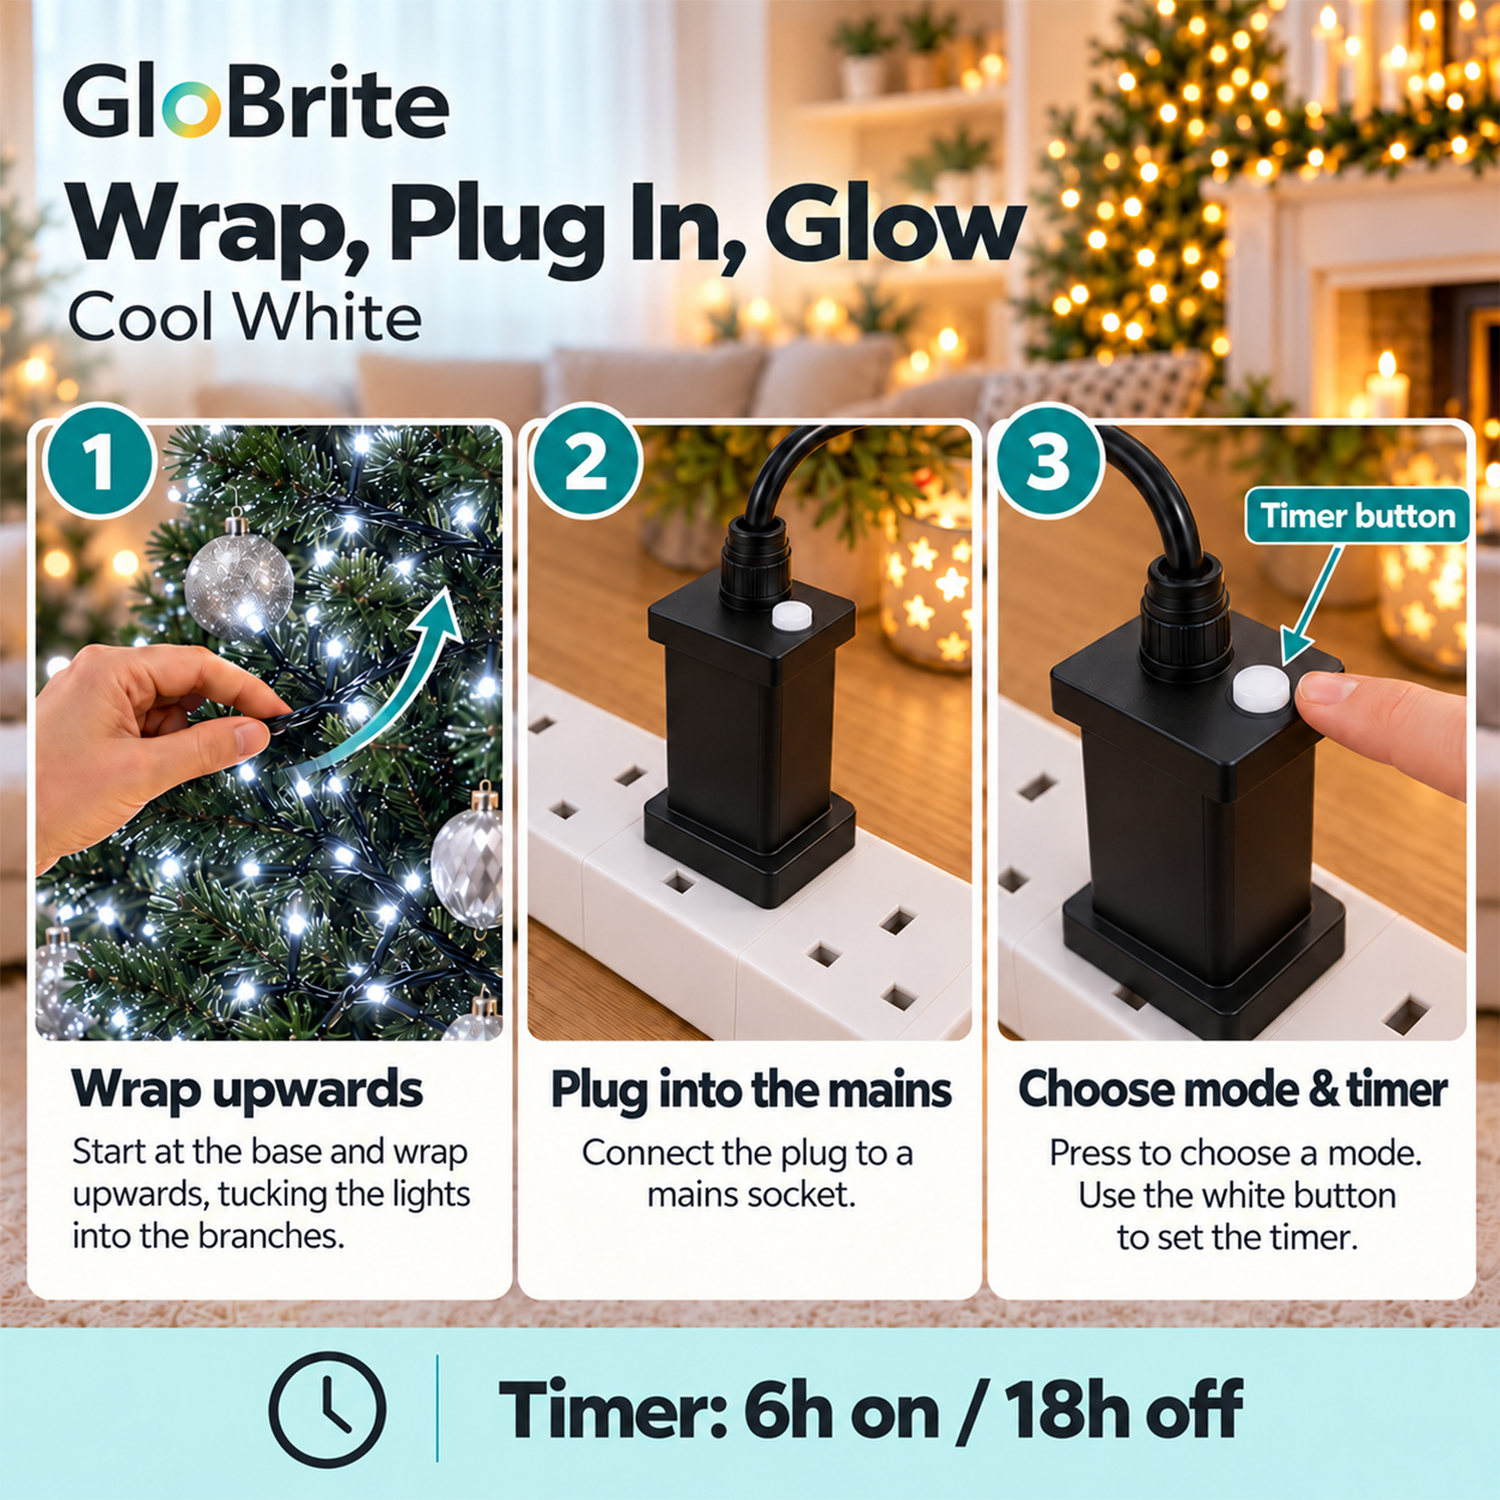 GloBrite
Wrap, Plug In, Glow
Cool White
1
2
3
Timer button
Wrap upwards
Start at the base and wrap
upwards, tucking the lights
into the branches.
Plug into the mains
Connect the plug to a
mains socket.
Choose mode & timer
Press to choose a mode.
Use the white button
to set the timer.
Timer: 6h on / 18h off